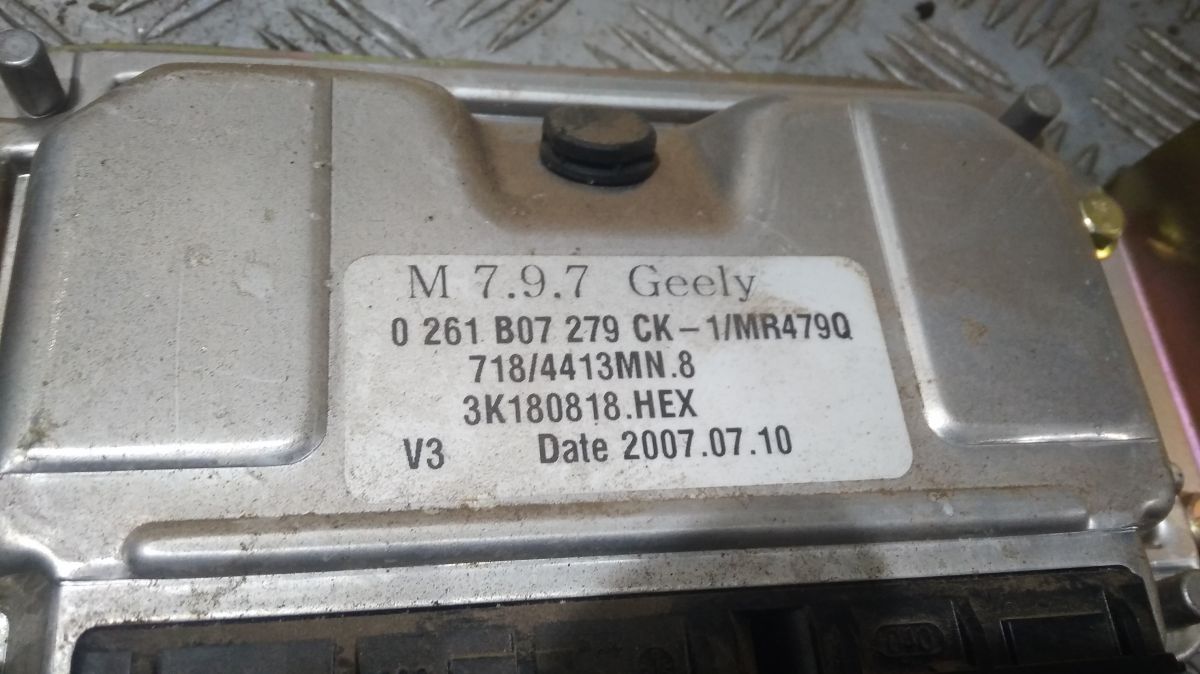 M 7.9.7 Geely
0 261 B07 279 CK-1/MR479Q
718/4413MN.8
3K180818.HEX
V3 Date 2007.07.10